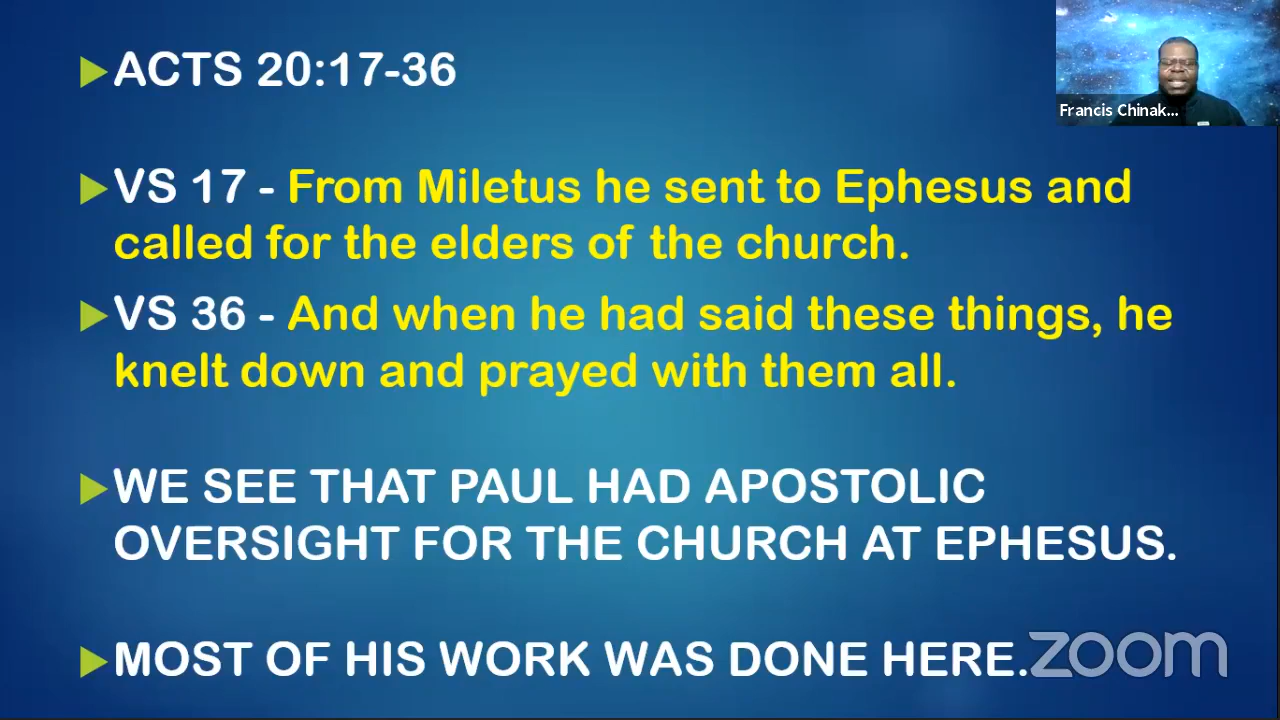 ACTS 20:17-36
Francis Chinak...
VS 17 - From Miletus he sent to Ephesus and
called for the elders of the church.
VS 36 - And when he had said these things, he
knelt down and prayed with them all.
WE SEE THAT PAUL HAD APOSTOLIC
OVERSIGHT FOR THE CHURCH AT EPHESUS.
MOST OF HIS WORK WAS DONE HERE.
zoom